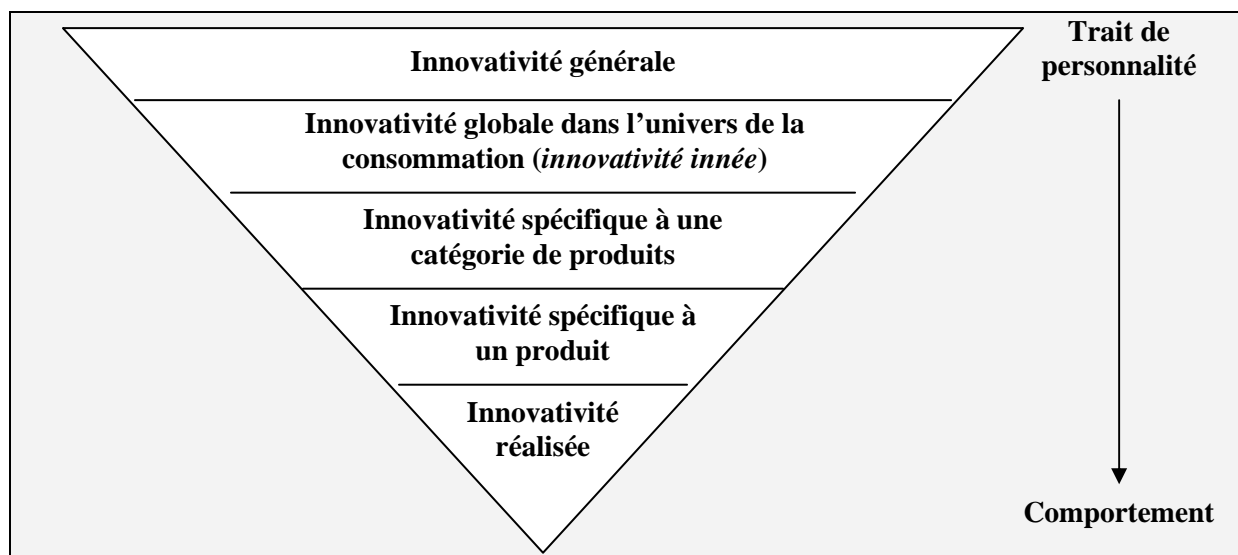 Trait de
personnalité
Innovativité générale
Innovativité globale dans l’univers de la
consommation (innovativité innée)
Innovativité spécifique à une
catégorie de produits
Innovativité spécifique à
un produit
Innovativité
réalisée
Comportement